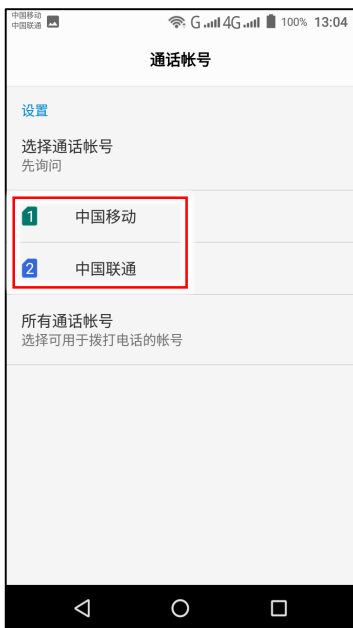 中国移动
中国联通
G 4G 100% 13:04
通话帐号
设置
选择通话帐号
先询问
1 中国移动
2 中国联通
所有通话帐号
选择可用于拨打电话的帐号